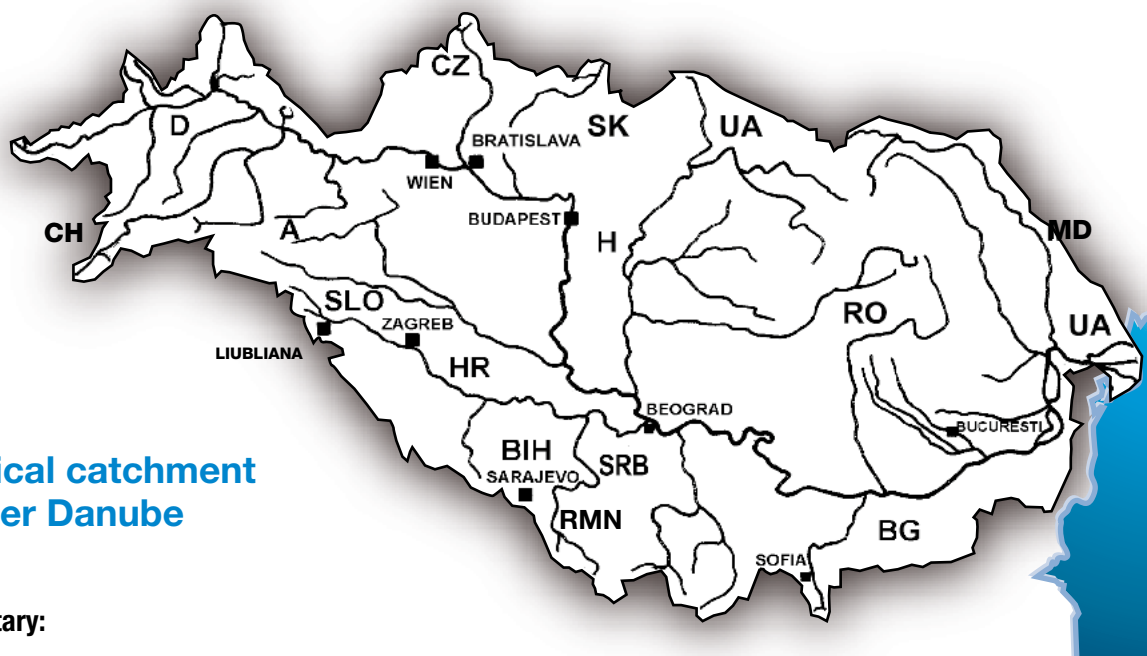 CZ
D
BRATISLAVA
SK
UA
WIEN
BUDAPEST
CH
A
H
MD
SLO
ZAGREB
RO
UA
LIUBLIANA
HR
BEOGRAD
BUCURESTI
BIH
SRB
SARAJEVO
RMN
BG
SOFIA
ical catchment
er Danube
tary: